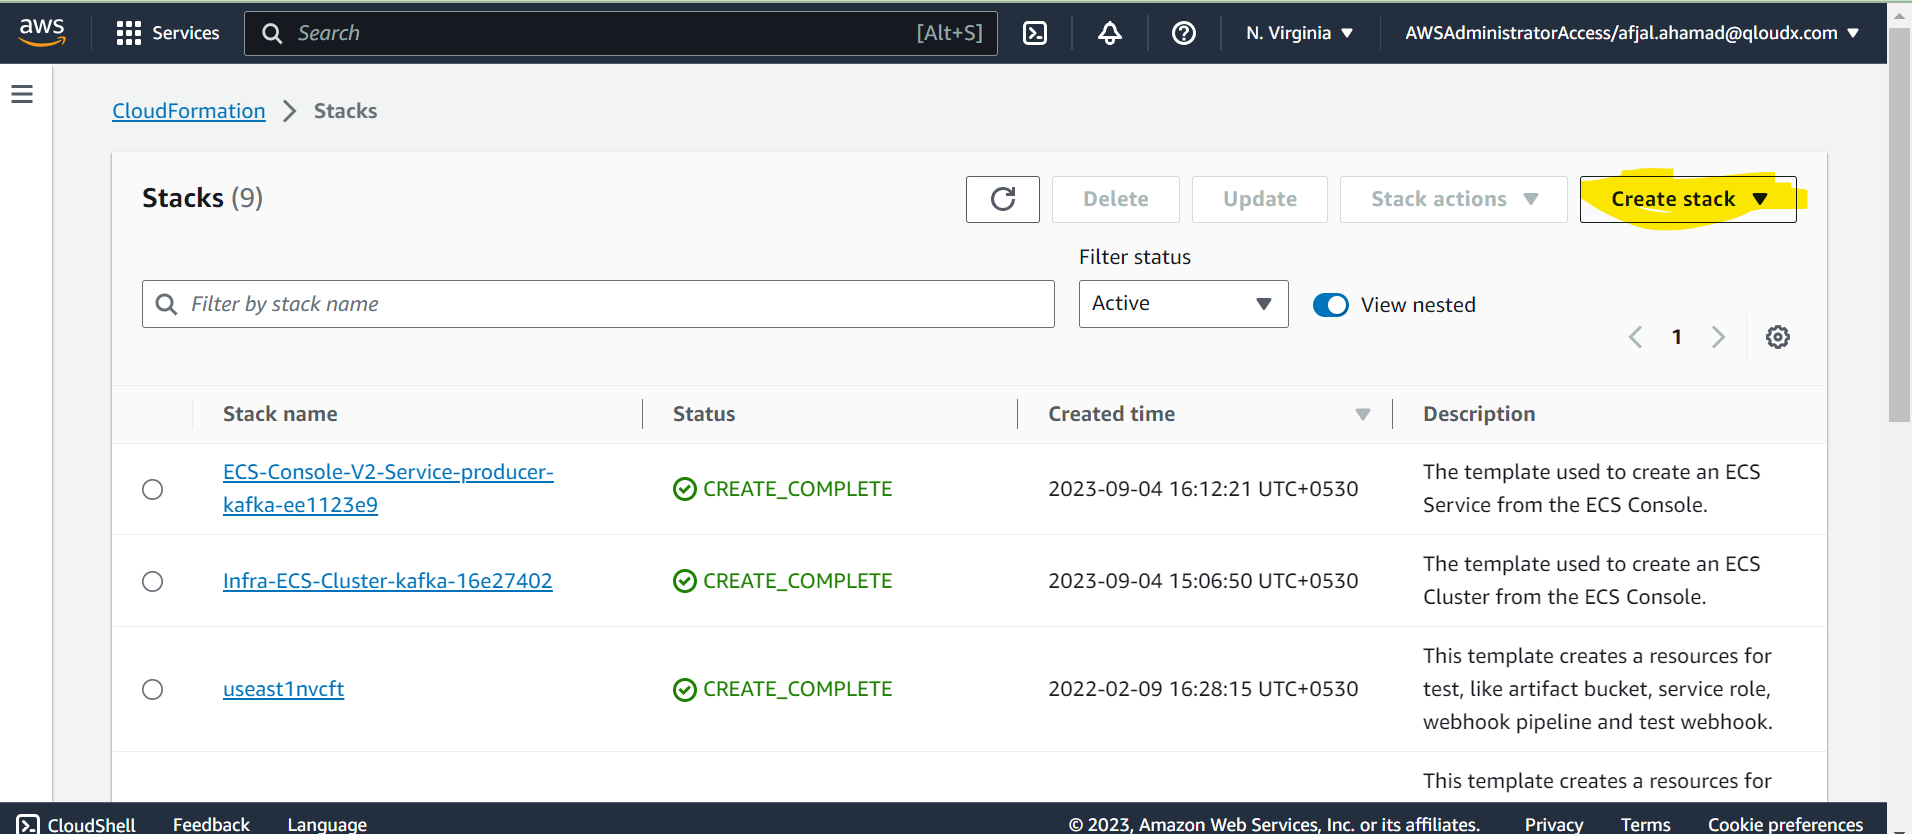 aws
Services
Search [Alt+S]
N. Virginia
AWSAdministratorAccess/afjal.ahamad@qloudx.com
CloudFormation > Stacks
Stacks (9)
Delete
Update
Stack actions
Create stack
Filter status
Filter by stack name
Active
View nested
1
Stack name Status Created time Description
ECS-Console-V2-Service-producer-
kafka-ee1123e9
CREATE_COMPLETE
2023-09-04 16:12:21 UTC+0530
The template used to create an ECS
Service from the ECS Console.
Infra-ECS-Cluster-kafka-16e27402
CREATE_COMPLETE
2023-09-04 15:06:50 UTC+0530
The template used to create an ECS
Cluster from the ECS Console.
useast1nvcft
CREATE_COMPLETE
2022-02-09 16:28:15 UTC+0530
This template creates a resources for
test, like artifact bucket, service role,
webhook pipeline and test webhook.
This template creates a resources for
CloudShell Feedback Language © 2023, Amazon Web Services, Inc. or its affiliates. Privacy Terms Cookie preferences